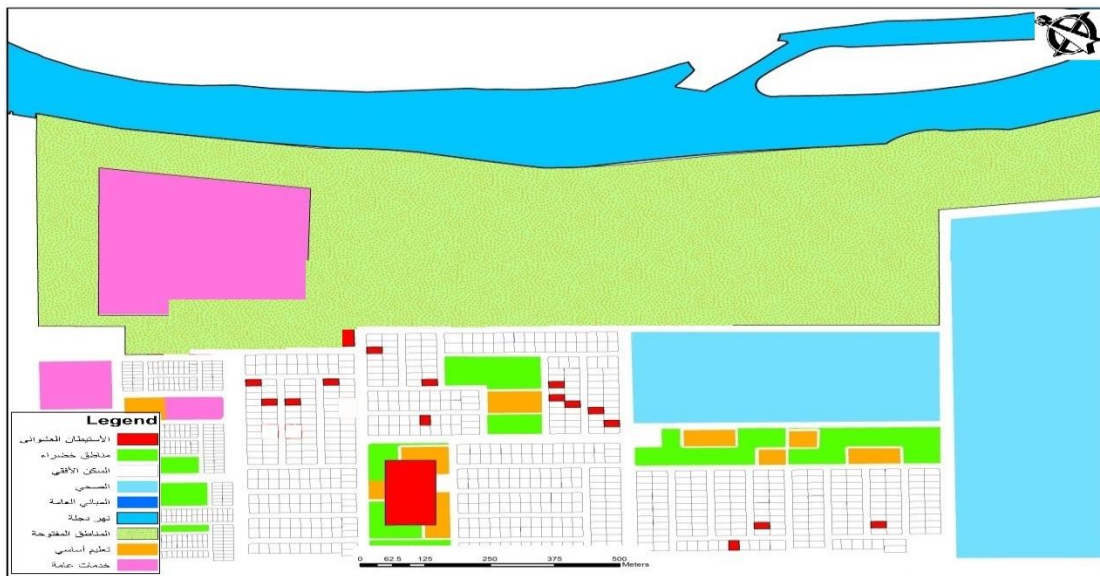 Legend
الاستيطان العشوائي
مناطق خضراء
السكن الأفقي
الصحي
المباني العامة
نهر دجلة
المناطق المفتوحة
تعليم أساسي
خدمات عامة
0 62.5 125 250 375 500
Meters